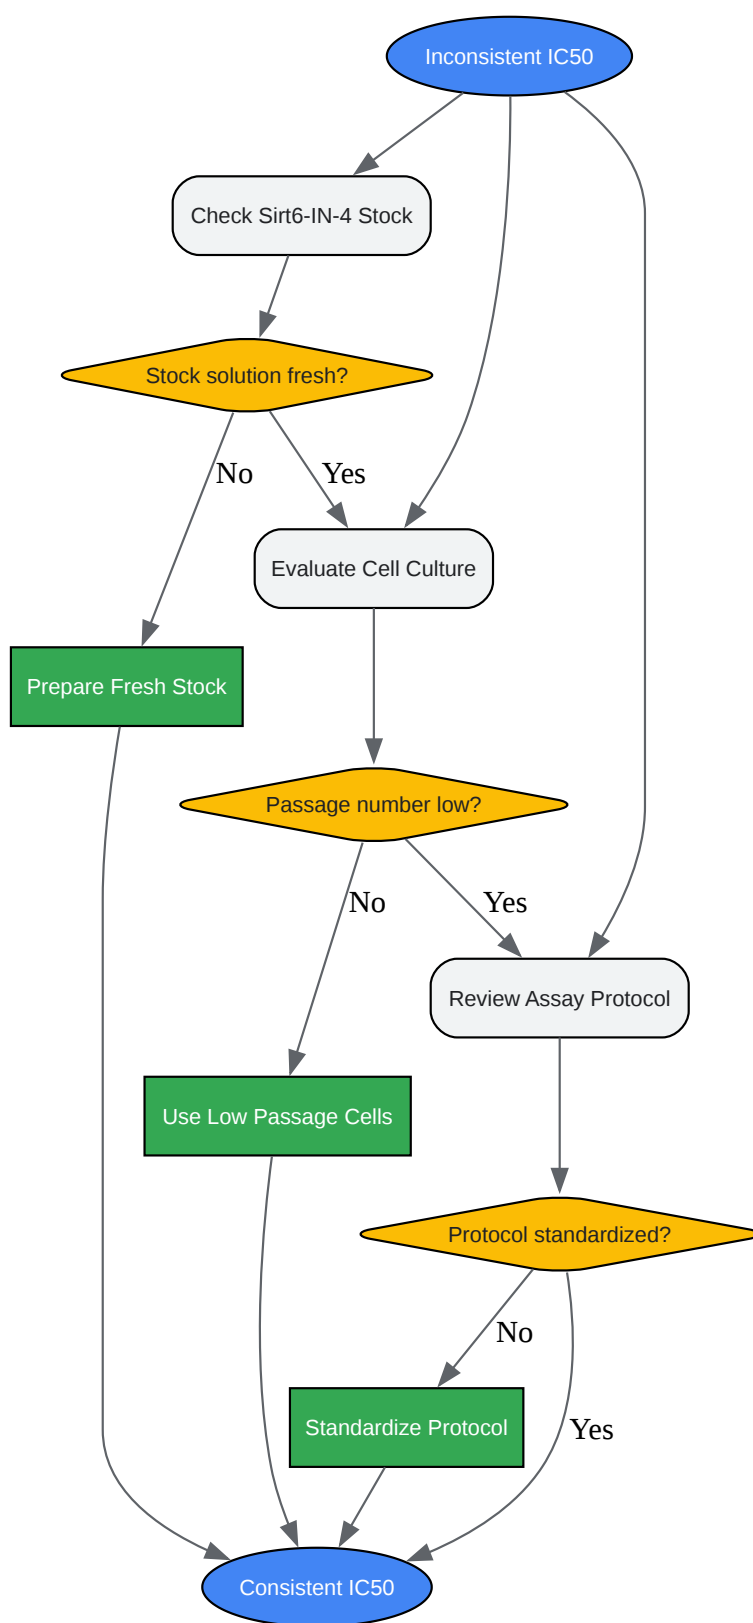 Inconsistent IC50
Check Sirt6-IN-4 Stock
Stock solution fresh?
No
Yes
Evaluate Cell Culture
Prepare Fresh Stock
Passage number low?
No
Yes
Review Assay Protocol
Use Low Passage Cells
Protocol standardized?
No
Standardize Protocol
Yes
Consistent IC50